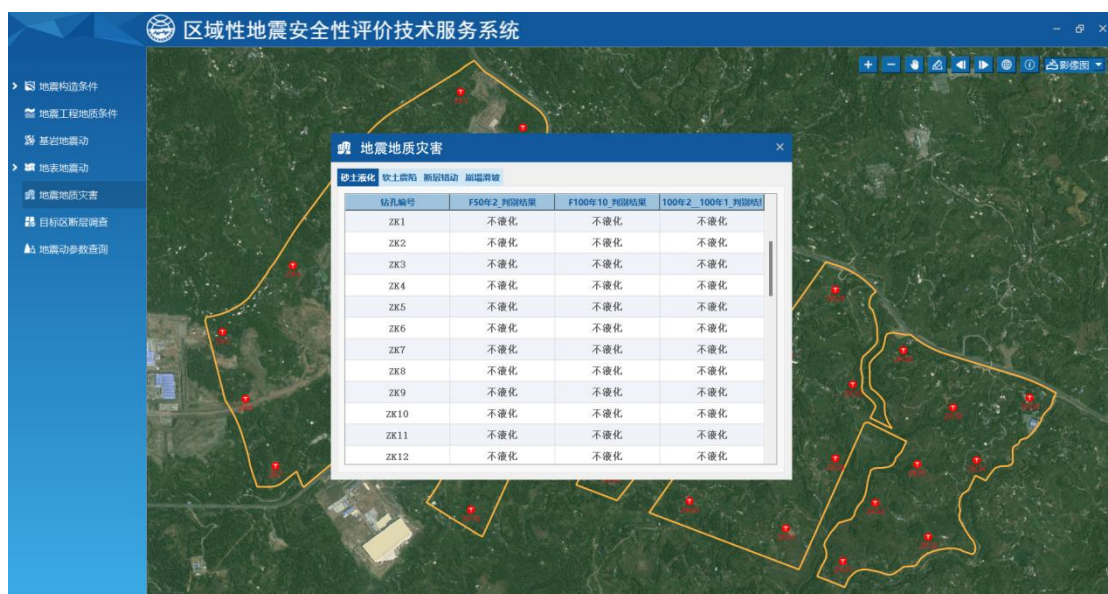 区域性地震安全性评价技术服务系统
影像图
地震构造条件
地震工程地质条件
基岩地震动
地表地震动
地震地质灾害
目标区断层调查
地震动参数查询
地震地质灾害
砂土液化 软土震陷 断层错动 崩塌滑坡
钻孔编号 F50年2_判别结果 F100年10_判别结果 100年2__100年1_判别结
ZK1 不液化 不液化 不液化
ZK2 不液化 不液化 不液化
ZK3 不液化 不液化 不液化
ZK4 不液化 不液化 不液化
ZK5 不液化 不液化 不液化
ZK6 不液化 不液化 不液化
ZK7 不液化 不液化 不液化
ZK8 不液化 不液化 不液化
ZK9 不液化 不液化 不液化
ZK10 不液化 不液化 不液化
ZK11 不液化 不液化 不液化
ZK12 不液化 不液化 不液化